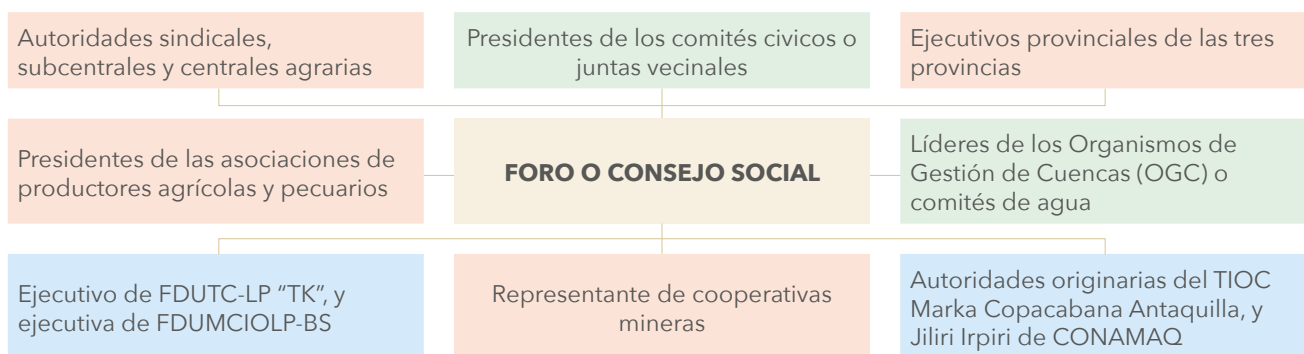 Autoridades sindicales,
subcentrales y centrales agrarias
Presidentes de los comités civicos o
juntas vecinales
Ejecutivos provinciales de las tres
provincias
Presidentes de las asociaciones de
productores agrícolas y pecuarios
FORO O CONSEJO SOCIAL
Líderes de los Organismos de
Gestión de Cuencas (OGC) o
comités de agua
Ejecutivo de FDUTC-LP “TK”, y
ejecutiva de FDUMCIOLP-BS
Representante de cooperativas
mineras
Autoridades originarias del TIOC
Marka Copacabana Antaquilla, y
Jiliri Irpiri de CONAMAQ